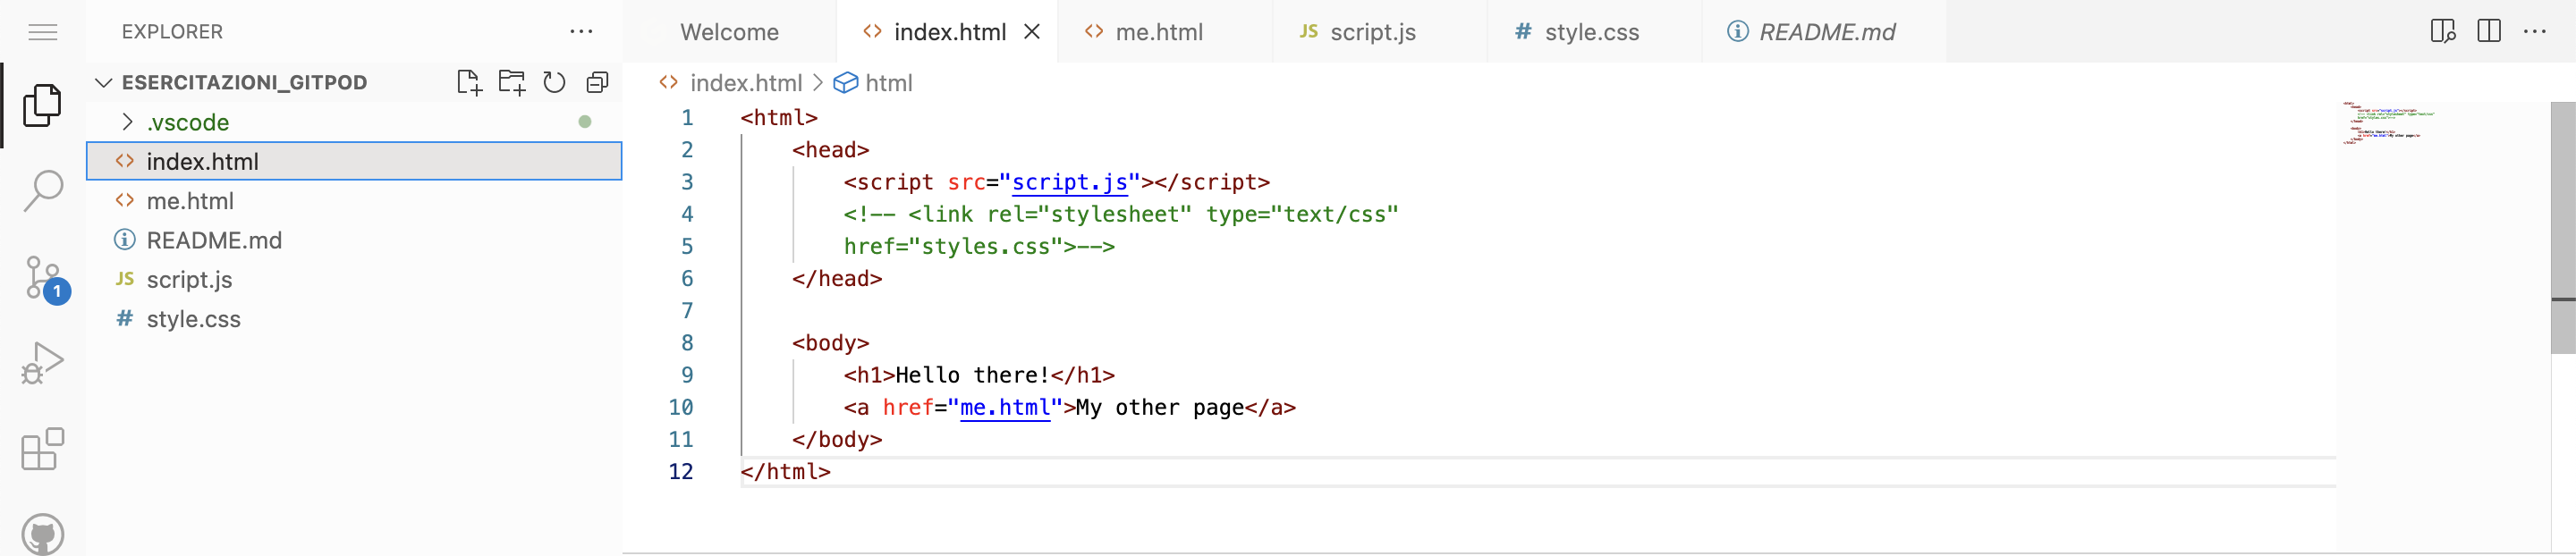 EXPLORER
ESERCITAZIONI_GITPOD
.vscode
index.html
me.html
README.md
JS script.js
# style.css
1
Welcome
index.html
me.html
JS script.js
# style.css
README.md
index.html > html
1 <html>
2 <head>
3 <script src="script.js"></script>
4 <!-- <link rel="stylesheet" type="text/css"
5 href="styles.css">-->
6 </head>
7
8 <body>
9 <h1>Hello there!</h1>
10 <a href="me.html">My other page</a>
11 </body>
12 </html>